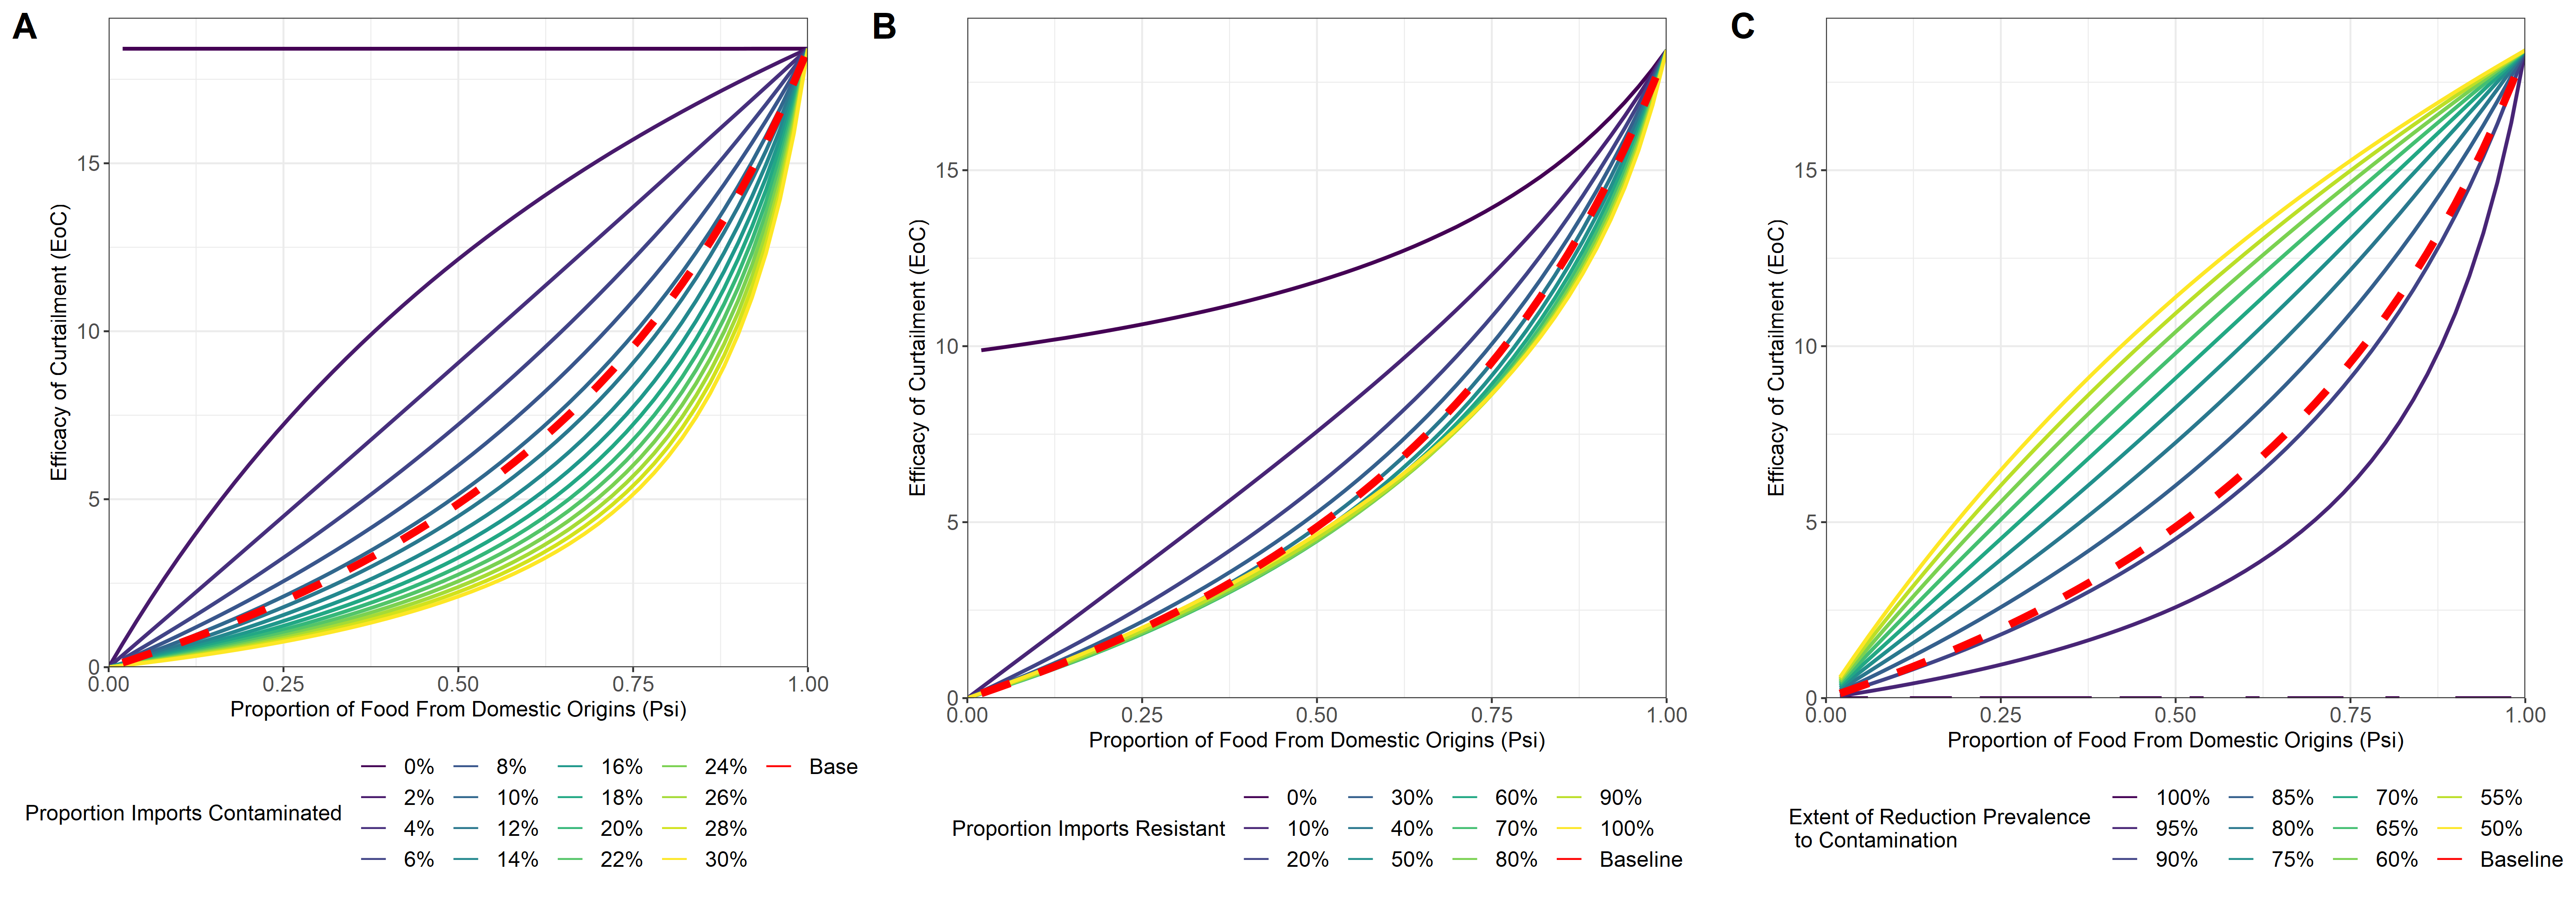 A
Efficacy of Curtailment (EoC)
15
10
5
0
0.00 0.25 0.50 0.75 1.00
Proportion of Food From Domestic Origins (Psi)
Proportion Imports Contaminated
0% 8% 16% 24% Base
2% 10% 18% 26%
4% 12% 20% 28%
6% 14% 22% 30%
B
Efficacy of Curtailment (EoC)
15
10
5
0
0.00 0.25 0.50 0.75 1.00
Proportion of Food From Domestic Origins (Psi)
Proportion Imports Resistant
0% 30% 60% 90%
10% 40% 70% 100%
20% 50% 80% Baseline
C
Efficacy of Curtailment (EoC)
15
10
5
0
0.00 0.25 0.50 0.75 1.00
Proportion of Food From Domestic Origins (Psi)
Extent of Reduction Prevalence
to Contamination
100% 85% 70% 55%
95% 80% 65% 50%
90% 75% 60% Baseline